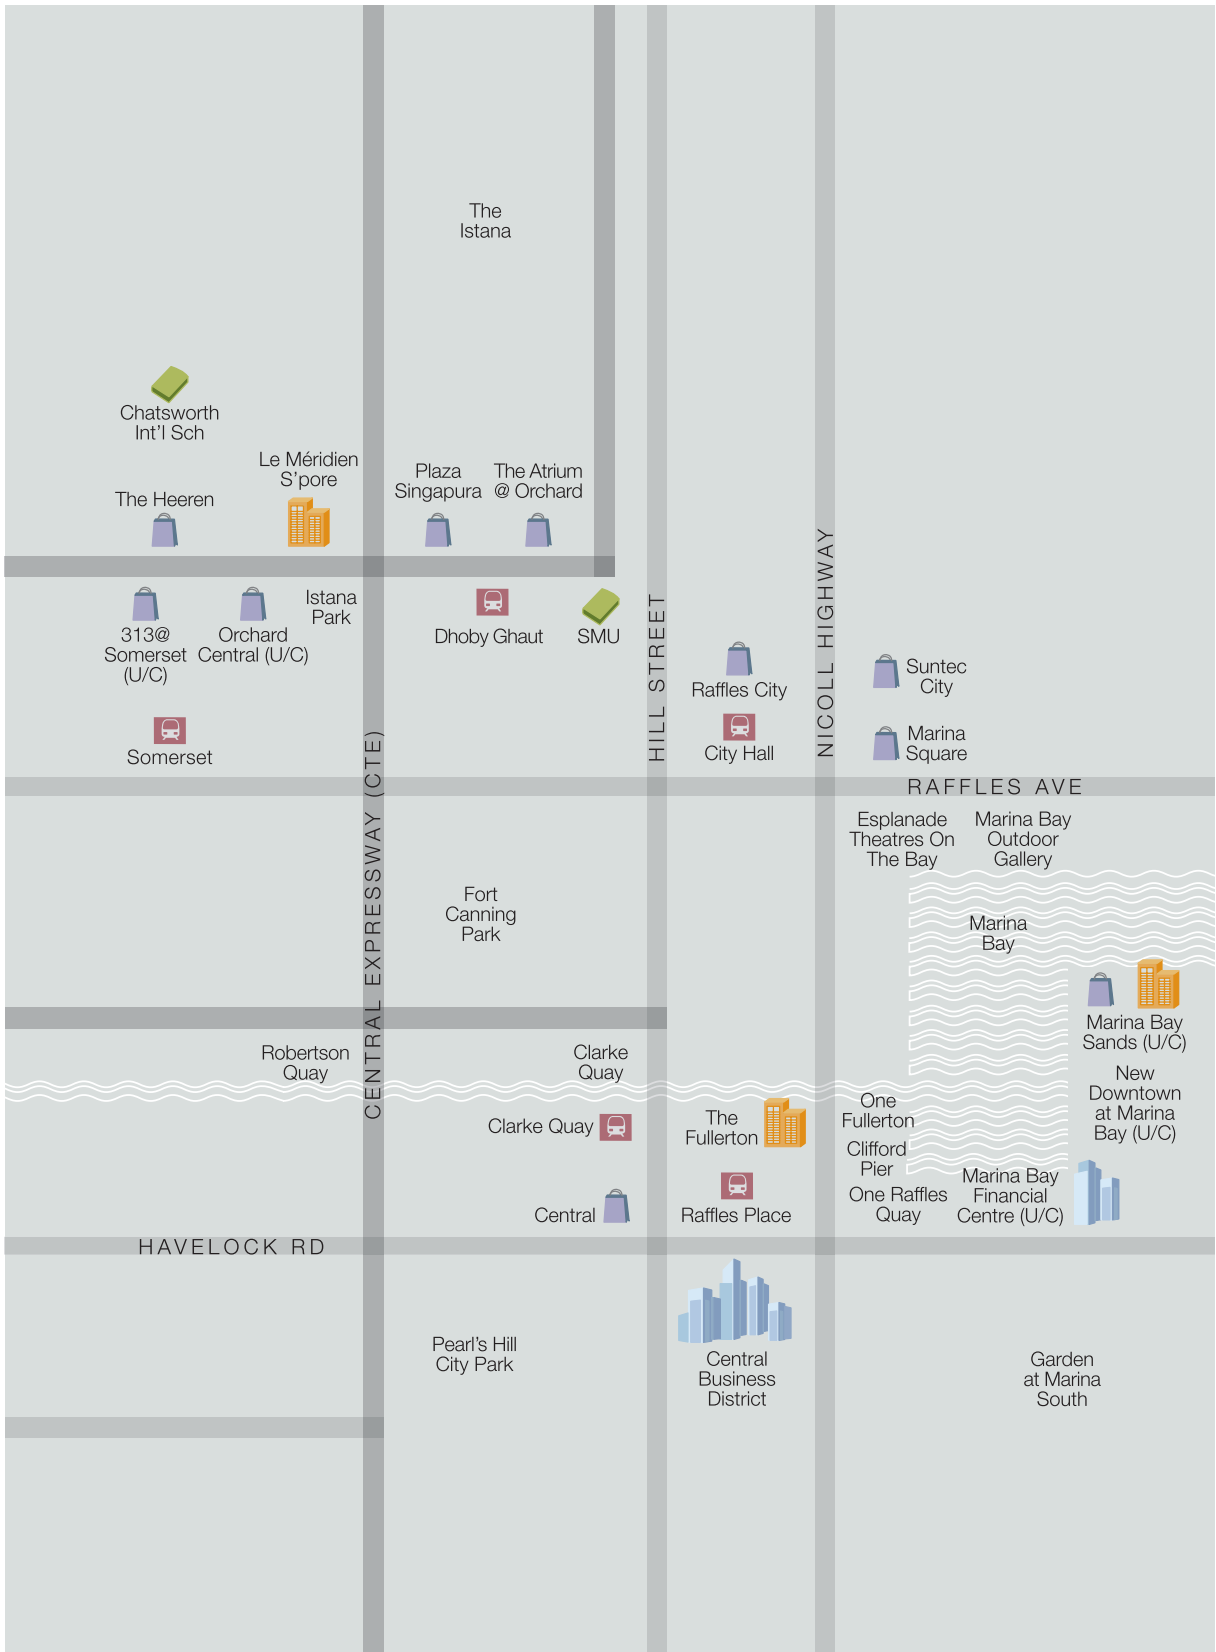 The
Istana
Chatsworth
Int'l Sch
Le Méridien
S'pore
The Heeren
Plaza
Singapura
The Atrium
@ Orchard
313@
Somerset
(U/C)
Orchard
Central (U/C)
Istana
Park
Dhoby Ghaut
SMU
HILL STREET
NICOLL HIGHWAY
Raffles City
City Hall
Suntec
City
Marina
Square
Somerset
CENTRAL EXPRESSWAY (CTE)
RAFFLES AVE
Esplanade
Theatres On
The Bay
Marina Bay
Outdoor
Gallery
Fort
Canning
Park
Marina
Bay
Marina Bay
Sands (U/C)
Robertson
Quay
Clarke
Quay
New
Downtown
at Marina
Bay (U/C)
Clarke Quay
The
Fullerton
One
Fullerton
Clifford
Pier
One Raffles
Quay
Marina Bay
Financial
Centre (U/C)
Central
Raffles Place
HAVELOCK RD
Pearl's Hill
City Park
Central
Business
District
Garden
at Marina
South